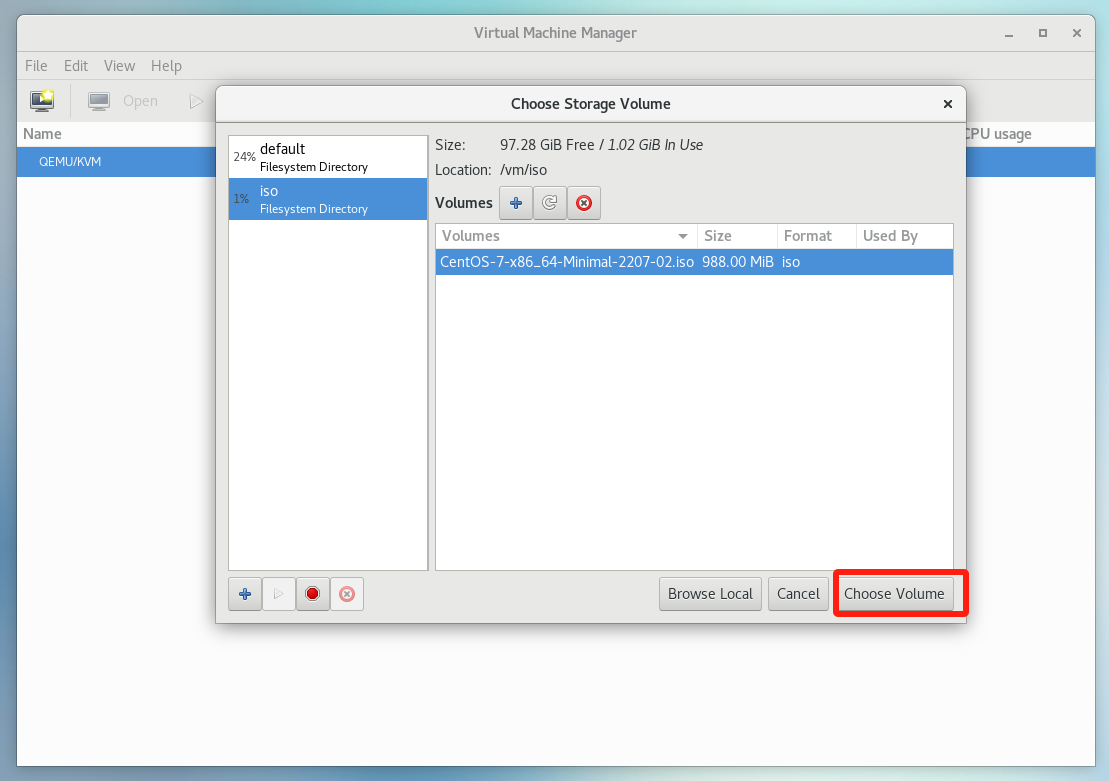 Virtual Machine Manager
File Edit View Help
Open
Choose Storage Volume
Name
CPU usage
QEMU/KVM
24% default
Filesystem Directory
1% iso
Filesystem Directory
Size: 97.28 GiB Free / 1.02 GiB In Use
Location: /vm/iso
Volumes
Volumes Size Format Used By
CentOS-7-x86_64-Minimal-2207-02.iso 988.00 MiB iso
Browse Local Cancel Choose Volume